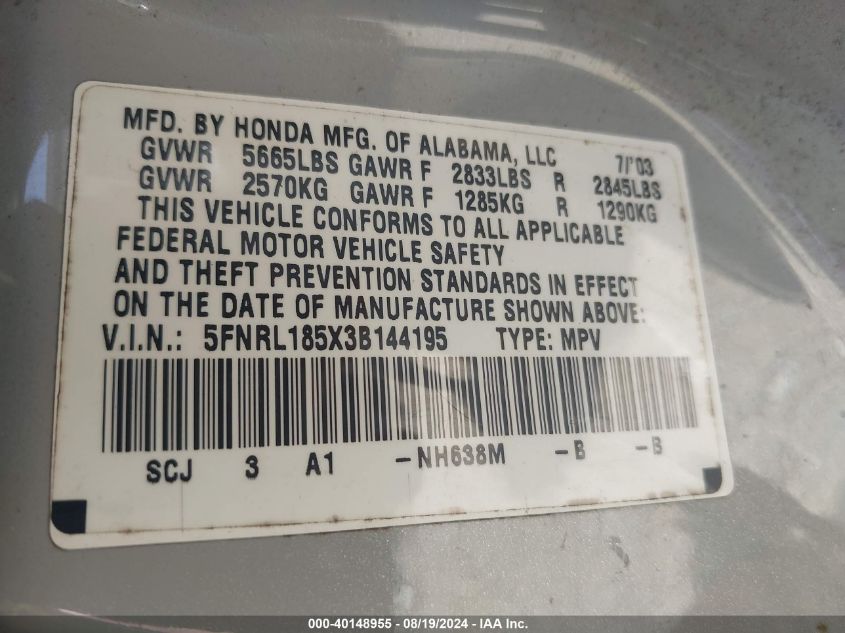 MFD. BY HONDA MFG. OF ALABAMA, LLC 7/'03
GVWR 5665LBS GAWR F 2833LBS R 2845LBS
GVWR 2570KG GAWR F 1285KG R 1290KG
THIS VEHICLE CONFORMS TO ALL APPLICABLE
FEDERAL MOTOR VEHICLE SAFETY
AND THEFT PREVENTION STANDARDS IN EFFECT
ON THE DATE OF MANUFACTURE SHOWN ABOVE:
V.I.N.: 5FNRL185X3B144195 TYPE: MPV
SCJ 3 A1 -NH638M -B -B
000-40148955 - 08/19/2024 - IAA Inc.